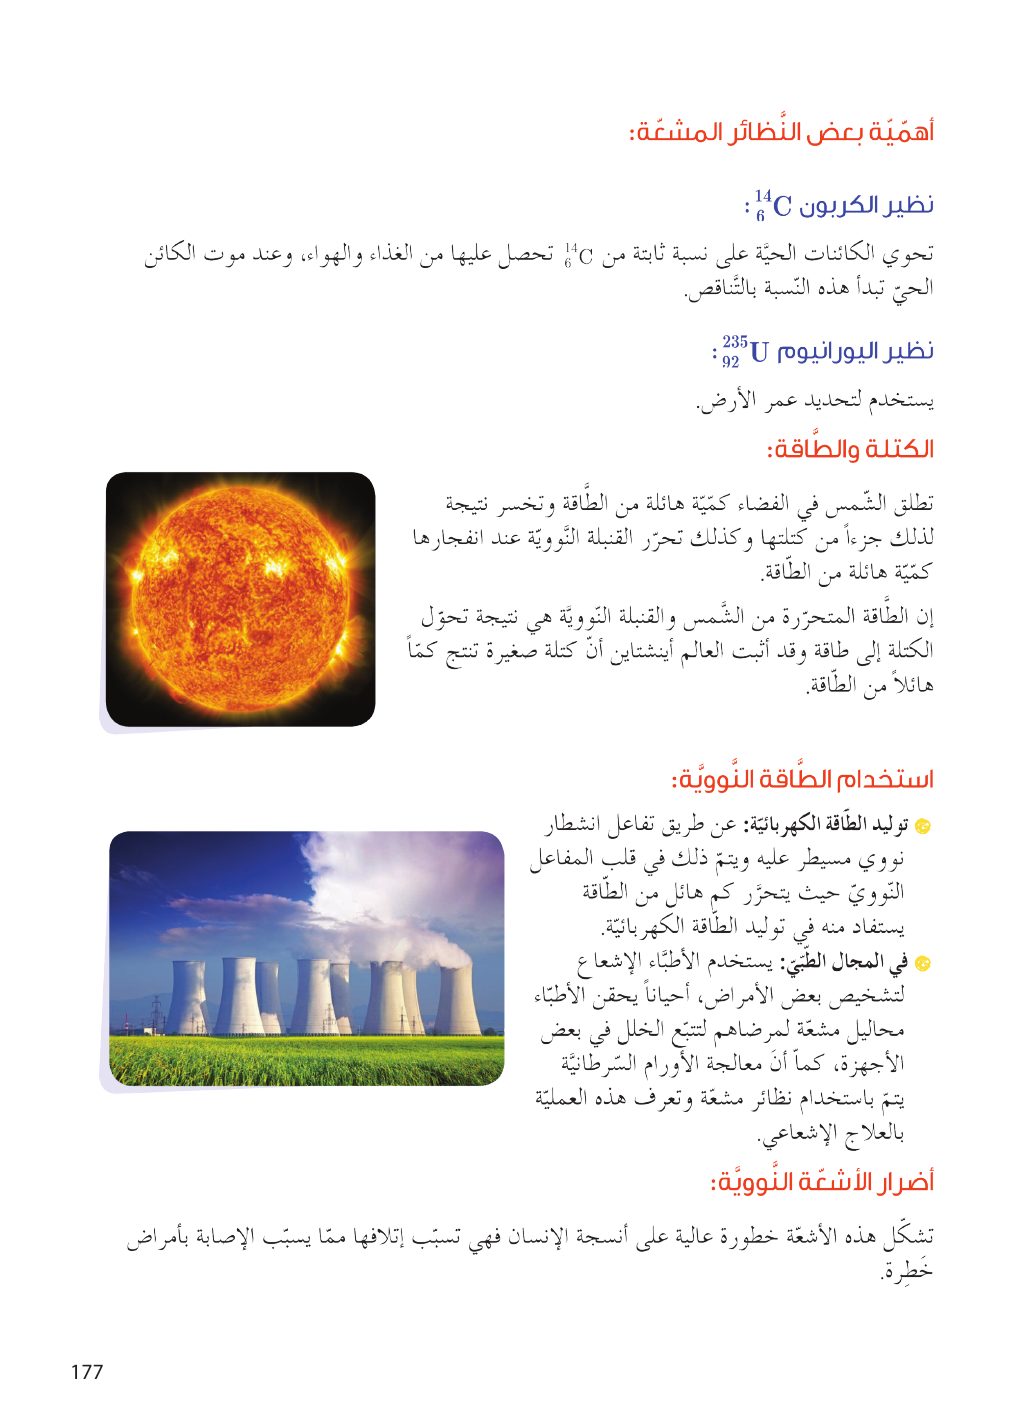 أهمّيّة بعض النَّظائر المشعّة:
نظير الكربون ¹⁴₆C :
تحوي الكائنات الحيَّة على نسبة ثابتة من ¹⁴₆C تحصل عليها من الغذاء والهواء، وعند موت الكائن
الحيّ تبدأ هذه النّسبة بالتَّناقص.
نظير اليورانيوم ²³⁵₉₂U :
يستخدم لتحديد عمر الأرض.
الكتلة والطَّاقة:
تطلق الشّمس في الفضاء كمّيّة هائلة من الطَّاقة وتخسر نتيجة
لذلك جزءاً من كتلتها وكذلك تحرّر القنبلة النَّوويّة عند انفجارها
كمّيّة هائلة من الطّاقة.
إن الطَّاقة المتحرّرة من الشَّمس والقنبلة النّوويَّة هي نتيجة تحوّل
الكتلة إلى طاقة وقد أثبت العالم أينشتاين أنّ كتلة صغيرة تنتج كمّاً
هائلاً من الطّاقة.
استخدام الطَّاقة النَّوويَّة:
توليد الطَّاقة الكهربائيّة: عن طريق تفاعل انشطار
نووي مسيطر عليه ويتمّ ذلك في قلب المفاعل
النّوويّ حيث يتحرَّر كم هائل من الطّاقة
يستفاد منه في توليد الطّاقة الكهربائيّة.
في المجال الطّبّيّ: يستخدم الأطبَّاء الإشعاع
لتشخيص بعض الأمراض، أحياناً يحقن الأطبّاء
محاليل مشعّة لمرضاهم لتتبّع الخلل في بعض
الأجهزة، كماّ أنَ معالجة الأورام السّرطانيَّة
يتمّ باستخدام نظائر مشعّة وتعرف هذه العمليّة
بالعلاج الإشعاعي.
أضرار الأشعّة النَّوويَّة:
تشكّل هذه الأشعّة خطورة عالية على أنسجة الإنسان فهي تسبّب إتلافها ممّا يسبّب الإصابة بأمراض
خَطِرة.
177